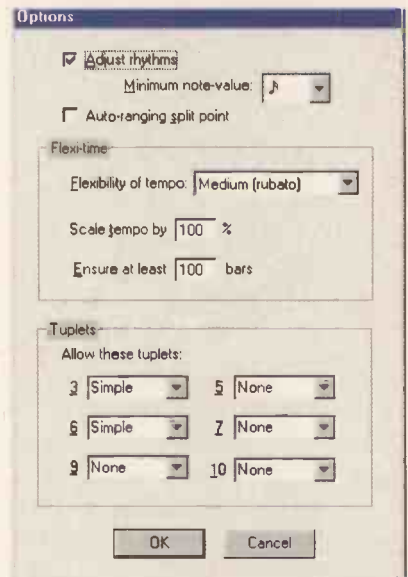 Options
Adjust rhythms
Minimum note-value: ♪
Auto-ranging split point
Flexi-time
Flexibility of tempo: Medium (rubato)
Scale tempo by 100 %
Ensure at least 100 bars
Tuplets
Allow these tuplets:
3 Simple 5 None
6 Simple 7 None
9 None 10 None
OK Cancel